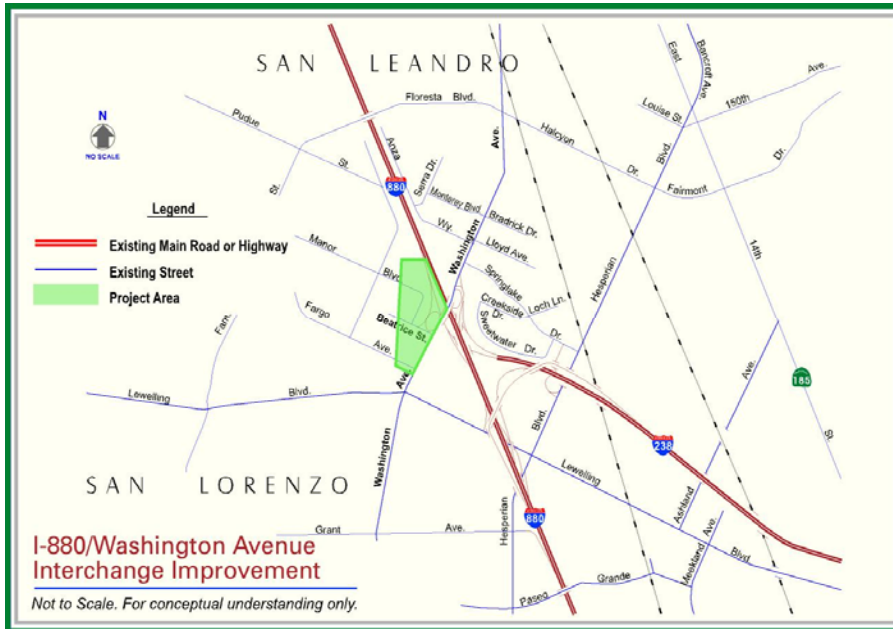 SAN LEANDRO
N
NO SCALE
Legend
Existing Main Road or Highway
Existing Street
Project Area
Pudue
St.
St.
Floresta Blvd.
Anza
880
Serra Dr.
Monterey Blvd.
Bradrick Dr.
Wy.
Lloyd Ave.
Washington
Ave.
Halcyon
Dr.
Louise St.
East
Bancroft Ave.
150th
Ave.
Blvd.
Fairmont
Dr.
Hesperian
14th
Manor
Blvd.
Springlake
Creekside
Dr.
Loch Ln.
Sweetwater
Dr.
Dr.
Fargo
Ave.
Beatrice St.
Farn.
Ave.
Lewelling
Blvd.
Washington
Blvd.
238
185
Ave.
St.
Lewelling
Ashland
SAN LORENZO
Grant
Ave.
Hesperian
880
Meekland
Ave.
Blvd.
Paseo
Grande
I-880/Washington Avenue
Interchange Improvement
Not to Scale. For conceptual understanding only.